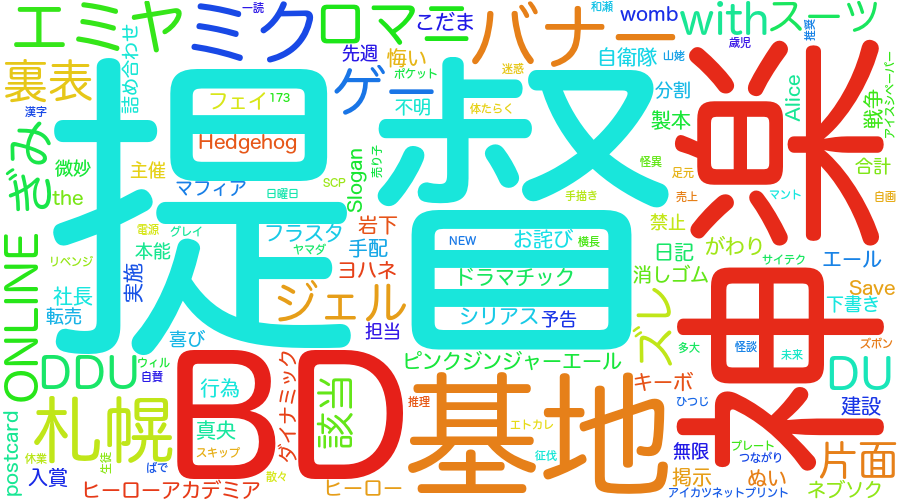 エミヤ
ミク
一読
ロマニ
こだま
バナー
和瀬
womb
with
スーツ
裏表
詰め合わせ
先週
悔い
ポケット
迷惑
自衛隊
山姥
歳児
推奨
漢字
フェイ
173
ゲー
不明
体たらく
分割
Alice
戦争
アイスシペーパー
提督
神楽
Hedgehog
製本
ぎみ
微妙
主催
マフィア
日曜日
SCP
Slogan
売り子
手描き
怪異
足元
合計
the
電源
グレイ
フラスタ
ヤマダ
岩下
NEW
お詫び
横長
禁止
売上
マント
自画
ONLINE
リベンジ
本能
実施
手配
ヨハネ
ドラマチック
日記
がわり
消しゴム
サイテク
エール
社長
転売
ジェル
シリアス
予告
ズレ
Save
下書き
喜び
担当
ズボン
DDU
ウィル
自賛
BD
行為
ダイナミック
該当
ピンクジンジャーエール
多大
怪談
未来
DU
基地
推理
キーボ
ひつじ
建設
postcard
札幌
真央
スキップ
エトカレ
無限
プレート
つながり
片面
休業
生抜
ぱで
散々
征伐
入賞
ヒーローアカデミア
ヒーロー
掲示
ぬい
アイカツネットプリント
ネブソク